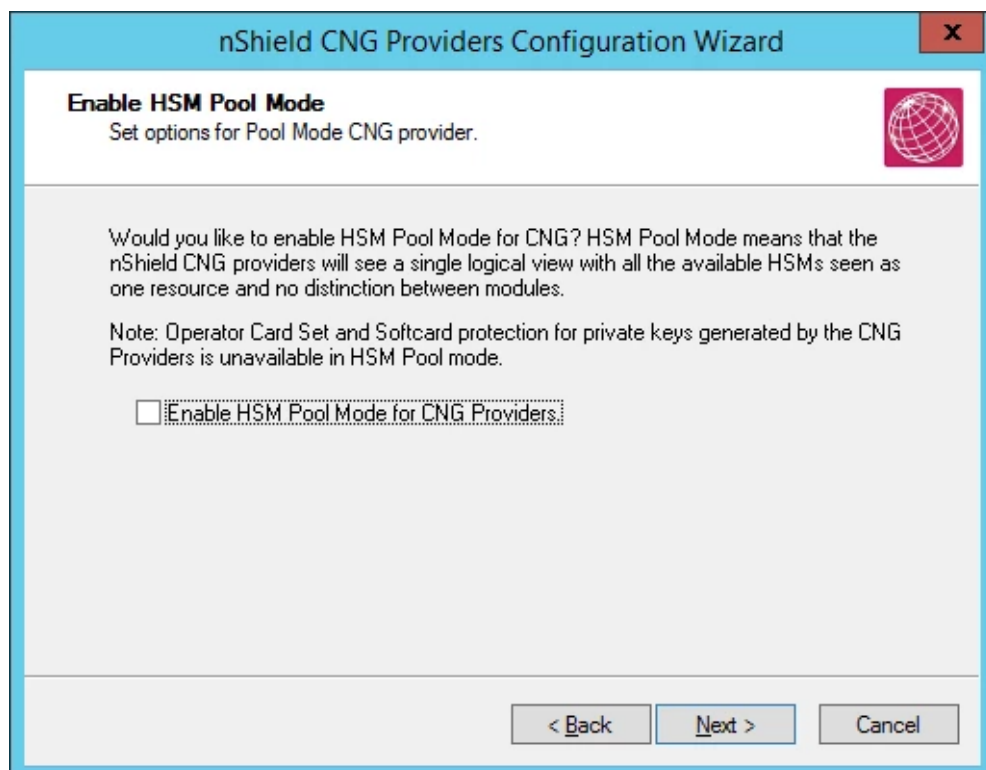 nShield CNG Providers Configuration Wizard
x
Enable HSM Pool Mode
Set options for Pool Mode CNG provider.
Would you like to enable HSM Pool Mode for CNG? HSM Pool Mode means that the
nShield CNG providers will see a single logical view with all the available HSMs seen as
one resource and no distinction between modules.
Note: Operator Card Set and Softcard protection for private keys generated by the CNG
Providers is unavailable in HSM Pool mode.
Enable HSM Pool Mode for CNG Providers.
< Back Next > Cancel